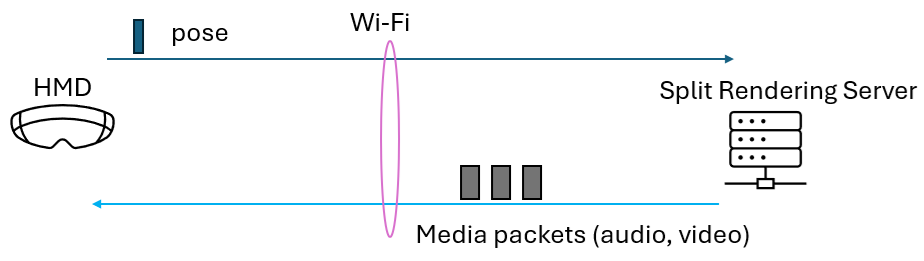 Wi-Fi
pose
HMD
Split Rendering Server
Media packets (audio, video)